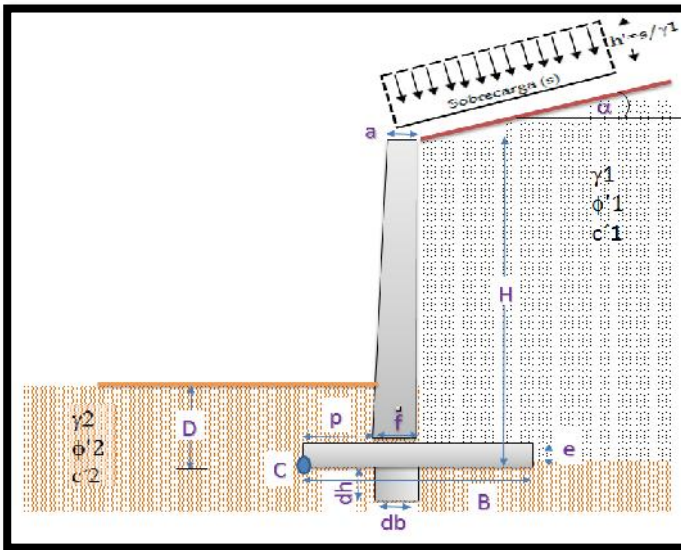 h'=s/γ1
Sobrecarga (s)
α
a
γ1
ϕ'1
c'1
H
D
γ2
ϕ'2
c'2
p
f
C
e
dh
B
db